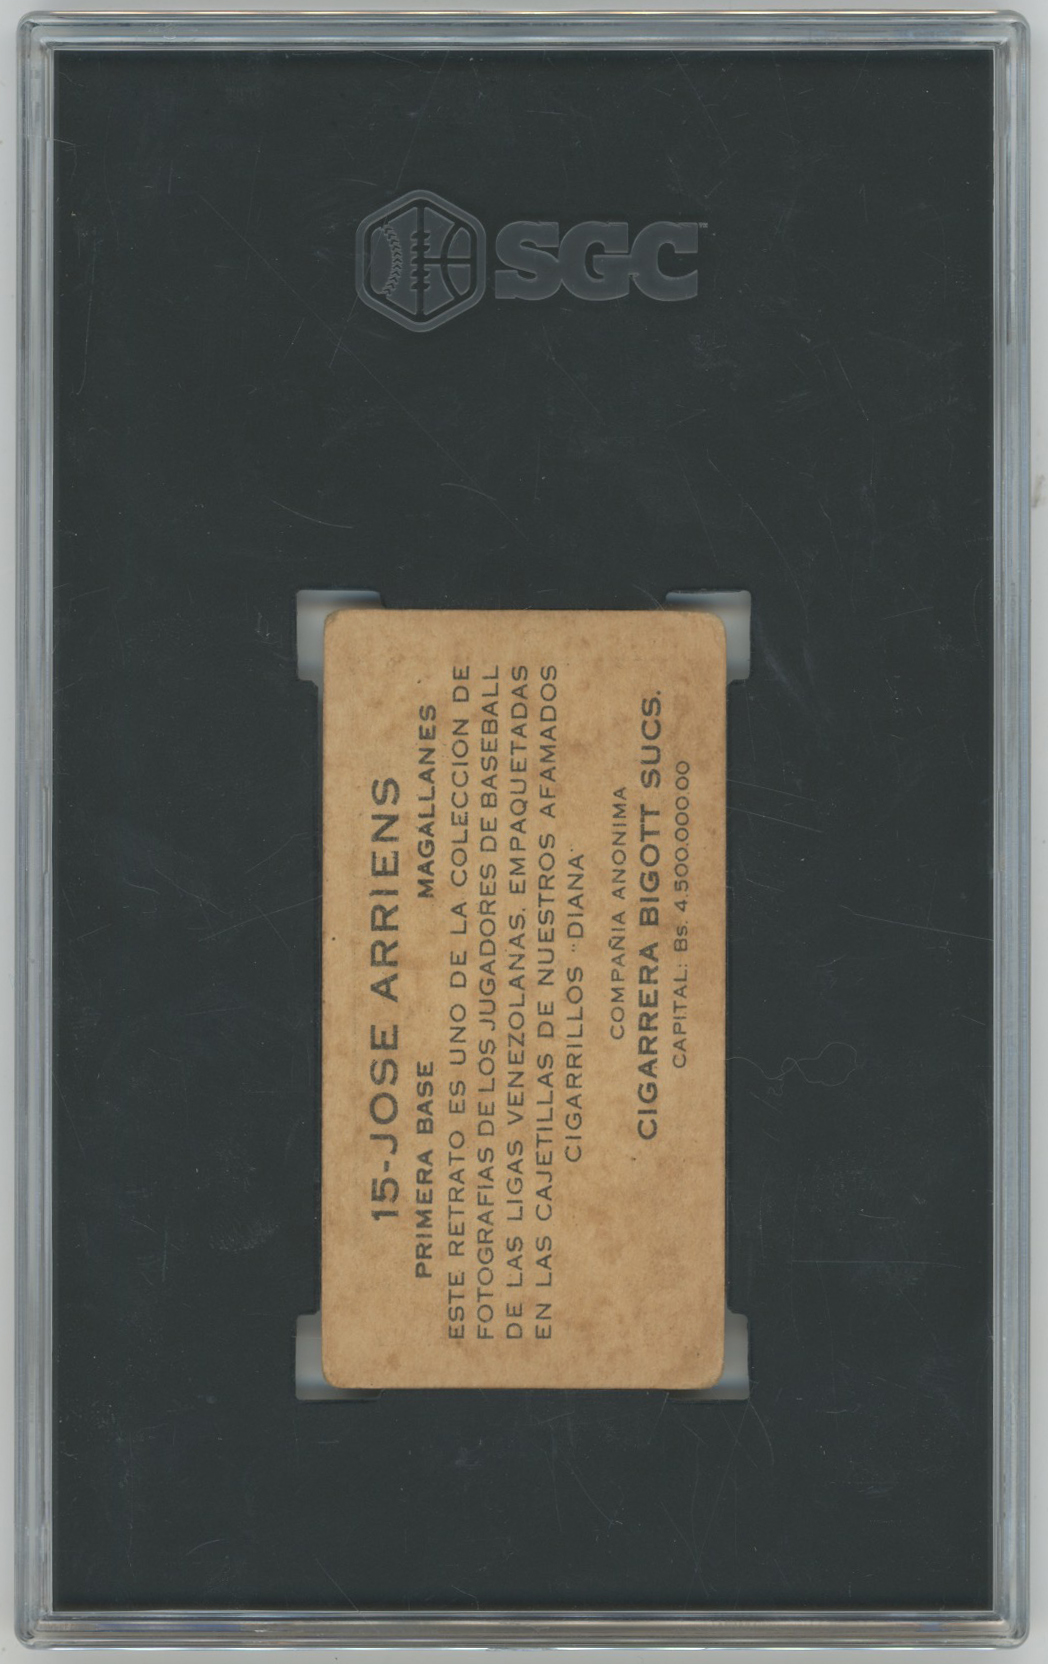 SGC
15-JOSE ARRIENS
PRIMERA BASE MAGALLANES
ESTE RETRATO ES UNO DE LA COLECCION DE
FOTOGRAFIAS DE LOS JUGADORES DE BASEBALL
DE LAS LIGAS VENEZOLANAS. EMPAQUETADAS
EN LAS CAJETILLAS DE NUESTROS AFAMADOS
CIGARRILLOS "DIANA"
COMPAÑIA ANONIMA
CIGARRERA BIGOTT SUCS.
CAPITAL: Bs. 4.500.000.00